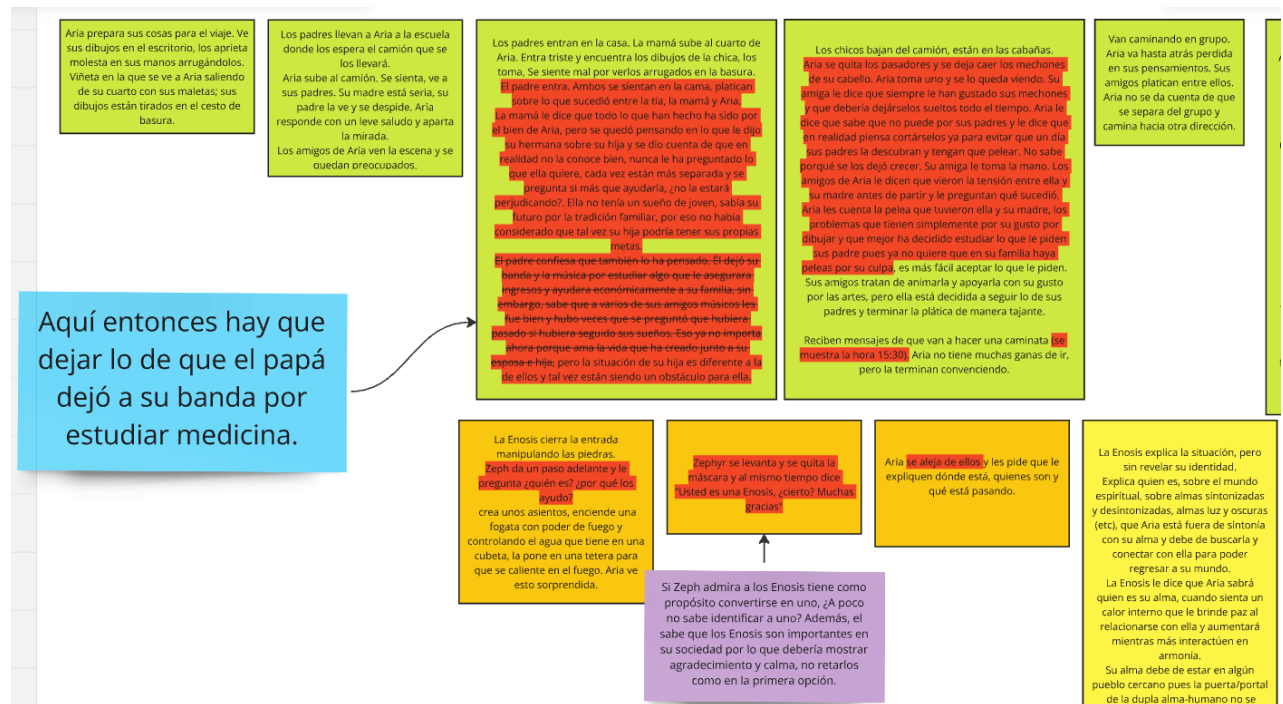 Aria prepara sus cosas para el viaje. Ve
sus dibujos en el escritorio, los aprieta
molesta en sus manos arrugándolos.
Viñeta en la que se ve a Aria saliendo
de su cuarto con sus maletas; sus
dibujos están tirados en el cesto de
basura.
Los padres llevan a Aria a la escuela
donde los espera el camión que se
los llevará.
Aria sube al camión. Se sienta, ve a
sus padres. Su madre está seria, su
padre la ve y se despide. Aria
responde con un leve saludo y aparta
la mirada.
Los amigos de Aria ven la escena y se
quedan preocupados.
Los padres entran en la casa. La mamá sube al cuarto de
Aria. Entra triste y encuentra los dibujos de la chica, los
toma, Se siente mal por verlos arrugados en la basura.
El padre entra. Ambos se sientan en la cama, platican
sobre lo que sucedió entre la tía, la mamá y Aria.
La mamá le dice que todo lo que han hecho ha sido por
el bien de Aria, pero se quedó pensando en lo que le dijo
su hermana sobre su hija y se dio cuenta de que en
realidad no la conoce bien, nunca le ha preguntado lo
que ella quiere, cada vez están más separada y se
pregunta si más que ayudarla, ¿no la estará
perjudicando?. Ella no tenía un sueño de joven, sabía su
futuro por la tradición familiar, por eso no había
considerado que tal vez su hija podría tener sus propias
metas.
El padre confiesa que también lo ha pensado. Él dejó su
banda y la música por estudiar algo que le asegurara
ingresos y ayudara económicamente a su familia, sin
embargo, sabe que a varios de sus amigos músicos les
fue bien y hubo veces que se preguntó que hubiera
pasado si hubiera seguido sus sueños. Eso ya no importa
ahora porque ama la vida que ha creado junto a su
esposa e hija, pero la situación de su hija es diferente a la
de ellos y tal vez están siendo un obstáculo para ella.
Los chicos bajan del camión, están en las cabañas.
Aria se quita los pasadores y se deja caer los mechones
de su cabello. Aria toma uno y se lo queda viendo. Su
amiga le dice que siempre le han gustado sus mechones
y que debería dejárselos sueltos todo el tiempo. Aria le
dice que sabe que no puede por sus padres y le dice que
en realidad piensa cortárselos ya para evitar que un día
sus padres la descubran y tengan que pelear. No sabe
porqué se los dejó crecer. Su amiga le toma la mano. Los
amigos de Aria le dicen que vieron la tensión entre ella y
su madre antes de partir y le preguntan qué sucedió.
Aria les cuenta la pelea que tuvieron ella y su madre, los
problemas que tienen simplemente por su gusto por
dibujar y que mejor ha decidido estudiar lo que le piden
sus padre pues ya no quiere que en su familia haya
peleas por su culpa, es más fácil aceptar lo que le piden.
Sus amigos tratan de animarla y apoyarla con su gusto
por las artes, pero ella está decidida a seguir lo de sus
padres y terminar la plática de manera tajante.
Reciben mensajes de que van a hacer una caminata (se
muestra la hora 15:30). Aria no tiene muchas ganas de ir,
pero la terminan convenciendo.
Van caminando en grupo.
Aria va hasta atrás perdida
en sus pensamientos. Sus
amigos platican entre ellos.
Aria no se da cuenta de que
se separa del grupo y
camina hacia otra dirección.
Aquí entonces hay que
dejar lo de que el papá
dejó a su banda por
estudiar medicina.
La Enosis cierra la entrada
manipulando las piedras.
Zeph da un paso adelante y le
pregunta ¿quién es? ¿por qué los
ayudo?
crea unos asientos, enciende una
fogata con poder de fuego y
controlando el agua que tiene en una
cubeta, la pone en una tetera para
que se caliente en el fuego. Aria ve
esto sorprendida.
Zephyr se levanta y se quita la
máscara y al mismo tiempo dice
"Usted es una Enosis, ¿cierto? Muchas
gracias"
Aria se aleja de ellos y les pide que le
expliquen dónde está, quienes son y
qué está pasando.
La Enosis explica la situación, pero
sin revelar su identidad.
Explica quien es, sobre el mundo
espiritual, sobre almas sintonizadas
y desintonizadas, almas luz y oscuras
(etc), que Aria está fuera de sintonía
con su alma y debe de buscarla y
conectar con ella para poder
regresar a su mundo.
La Enosis le dice que Aria sabrá
quien es su alma, cuando sienta un
calor interno que le brinde paz al
relacionarse con ella y aumentará
mientras más interactúen en
armonía.
Su alma debe de estar en algún
pueblo cercano pues la puerta/portal
de la dupla alma-humano no se
Si Zeph admira a los Enosis tiene como
propósito convertirse en uno, ¿A poco
no sabe identificar a uno? Además, el
sabe que los Enosis son importantes en
su sociedad por lo que debería mostrar
agradecimiento y calma, no retarlos
como en la primera opción.